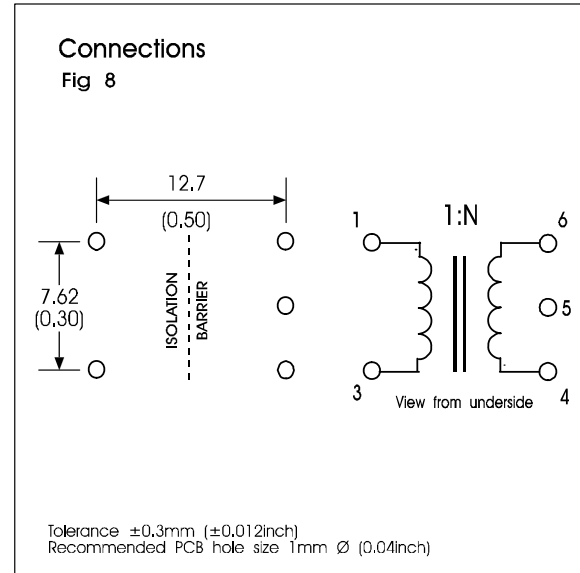 Connections
Fig 8
12.7
(0.50)
7.62
(0.30)
ISOLATION
BARRIER
1:N
1
6
5
3
4
View from underside
Tolerance ±0.3mm (±0.012inch)
Recommended PCB hole size 1mm Ø (0.04inch)